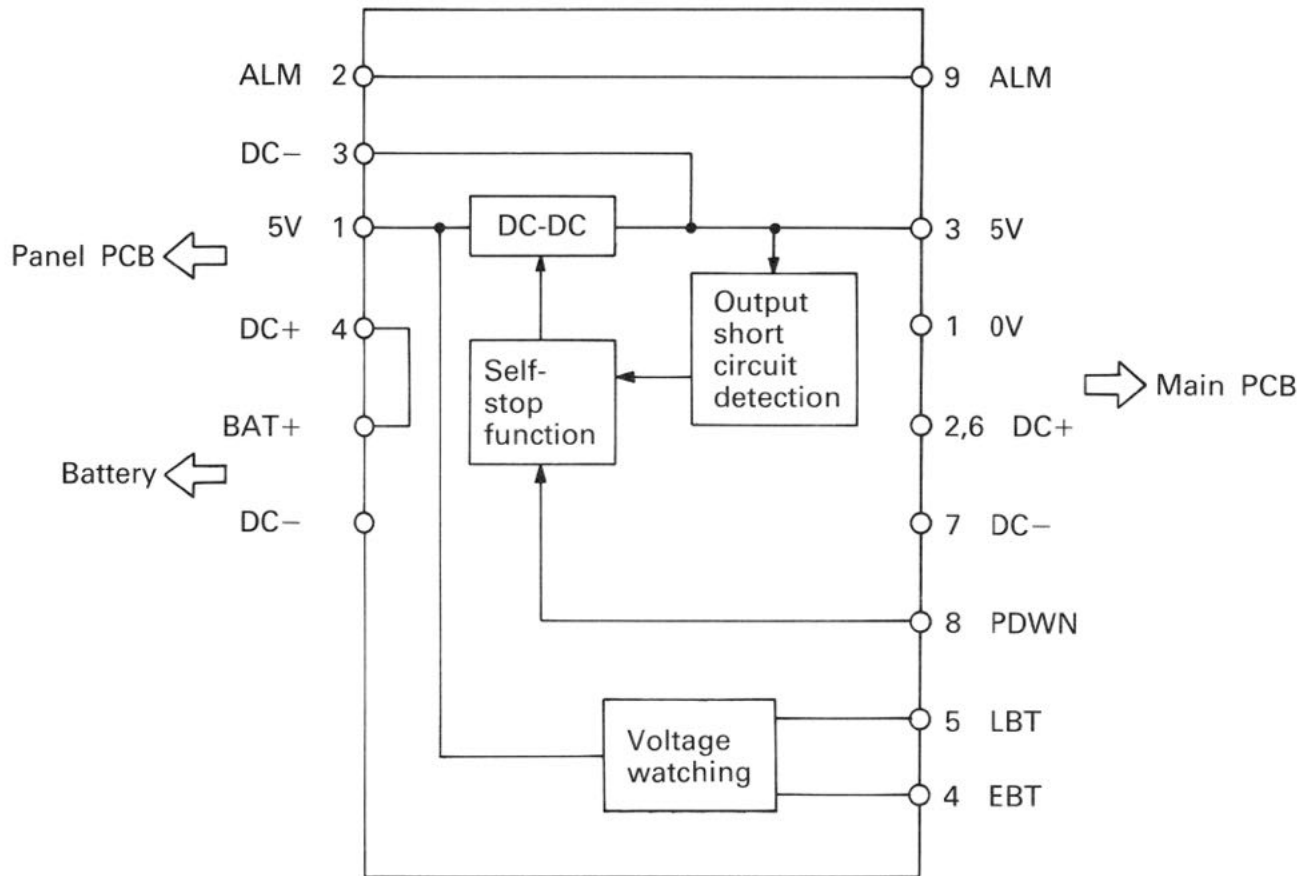 ALM 2
9 ALM
DC− 3
5V 1
DC-DC
3 5V
Panel PCB
Output
short
circuit
detection
DC+ 4
1 0V
Self-
stop
function
Main PCB
BAT+
2,6 DC+
Battery
DC−
7 DC−
8 PDWN
Voltage
watching
5 LBT
4 EBT